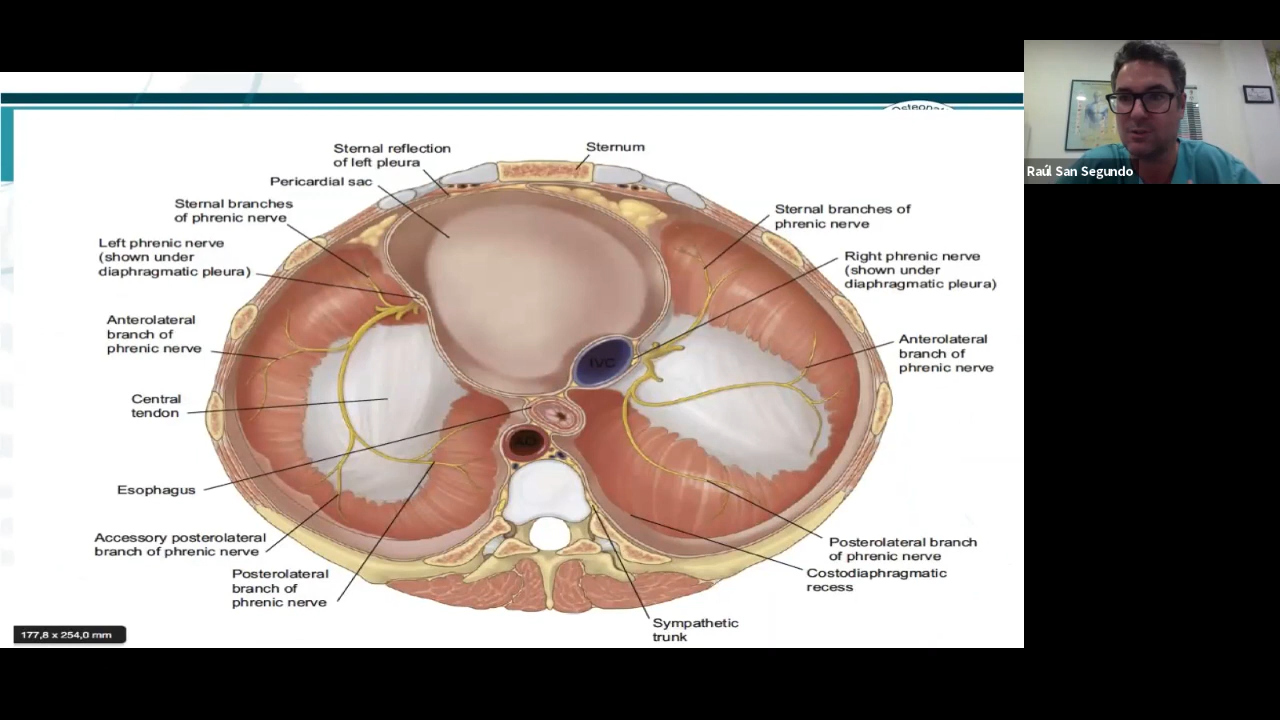 Osteopat
Sternal reflection
of left pleura
Sternum
Pericardial sac
Sternal branches
of phrenic nerve
Left phrenic nerve
(shown under
diaphragmatic pleura)
Anterolateral
branch of
phrenic nerve
Central
tendon
Esophagus
Accessory posterolateral
branch of phrenic nerve
Posterolateral
branch of
phrenic nerve
Sternal branches of
phrenic nerve
Right phrenic nerve
(shown under
diaphragmatic pleura)
Anterolateral
branch of
phrenic nerve
IVC
AO
Posterolateral branch
of phrenic nerve
Costodiaphragmatic
recess
Sympathetic
trunk
177,8 x 254,0 mm
Raúl San Segundo